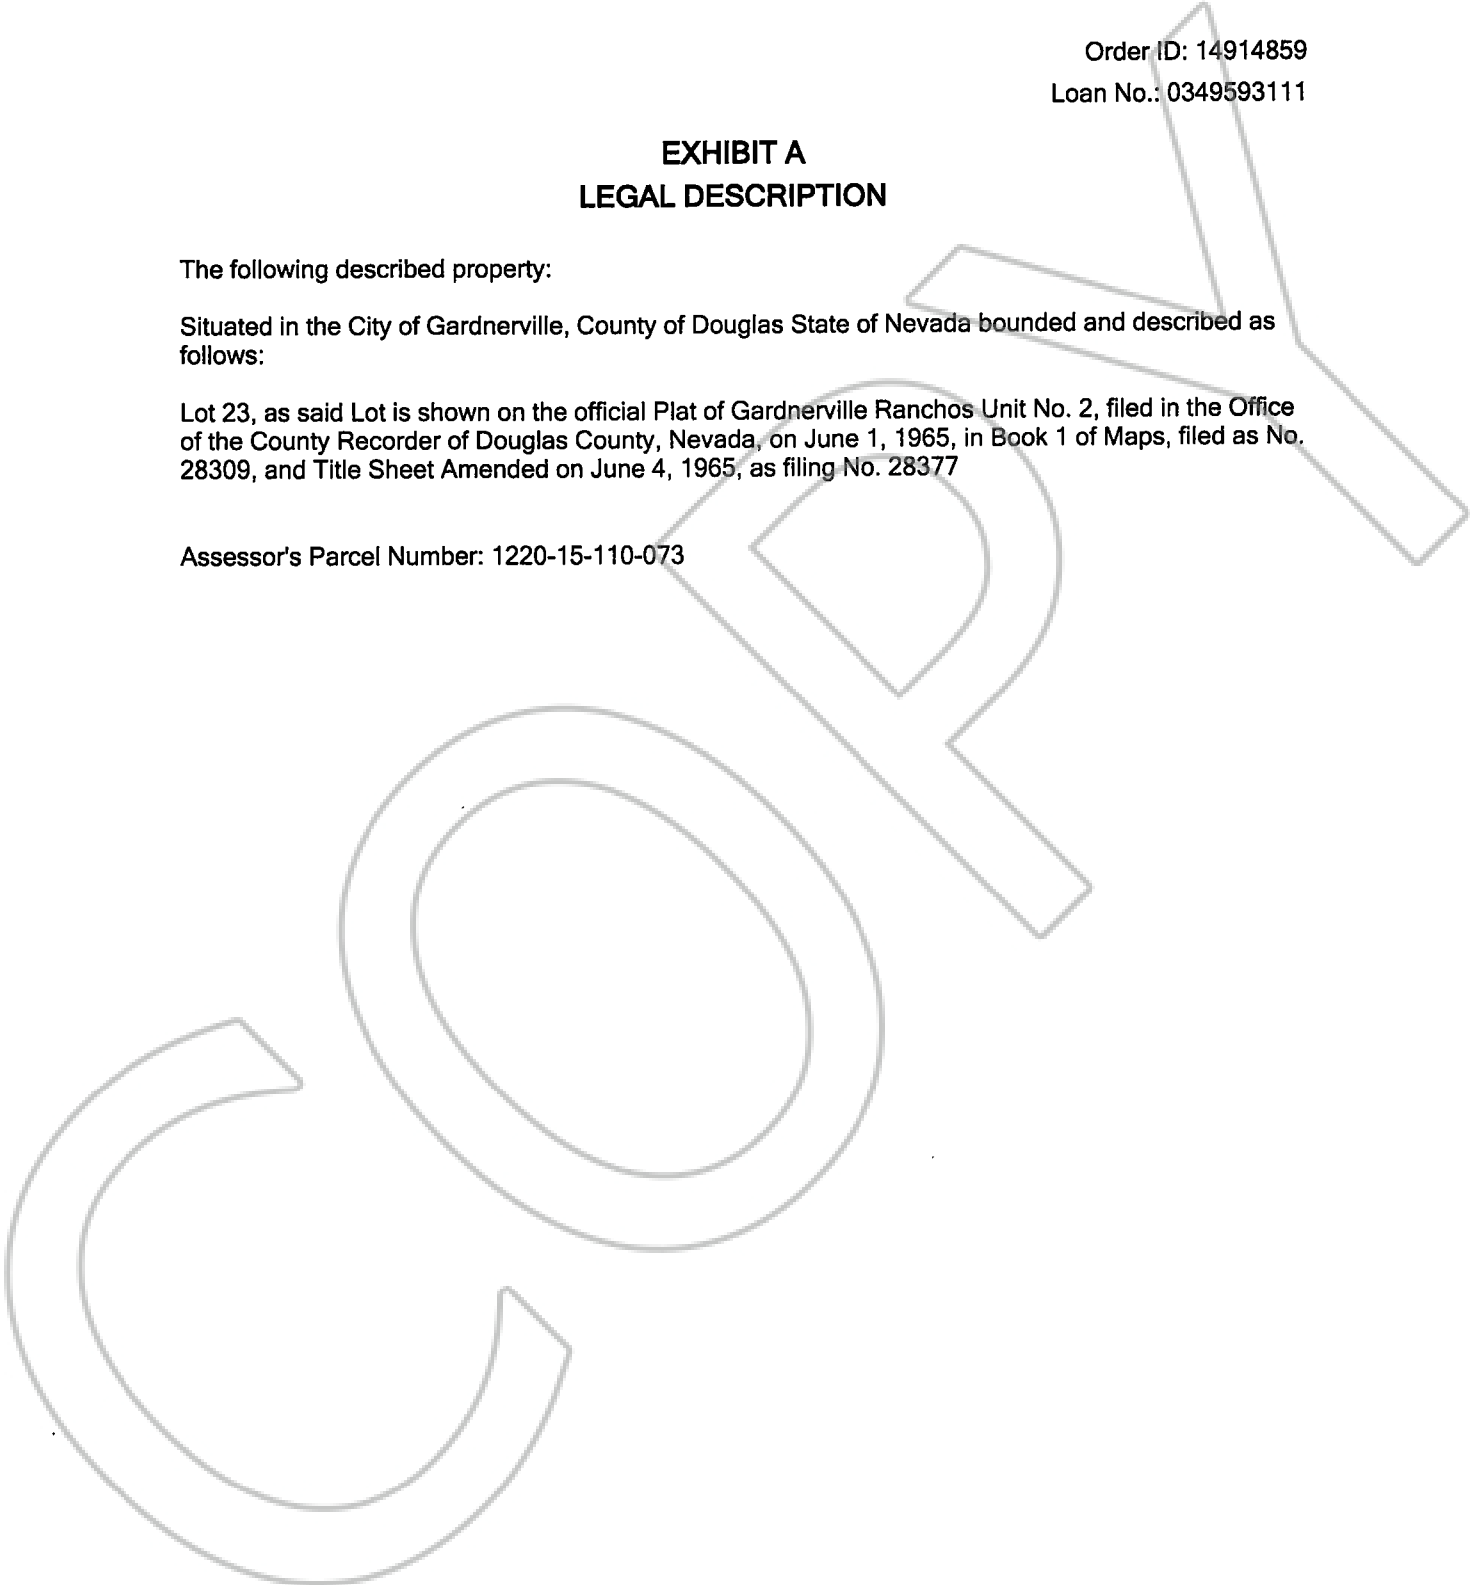 Order ID: 14914859
Loan No.: 0349593111
EXHIBIT A
LEGAL DESCRIPTION
The following described property:
Situated in the City of Gardnerville, County of Douglas State of Nevada bounded and described as
follows:
Lot 23, as said Lot is shown on the official Plat of Gardnerville Ranchos Unit No. 2, filed in the Office
of the County Recorder of Douglas County, Nevada, on June 1, 1965, in Book 1 of Maps, filed as No.
28309, and Title Sheet Amended on June 4, 1965, as filing No. 28377
Assessor's Parcel Number: 1220-15-110-073
COPY